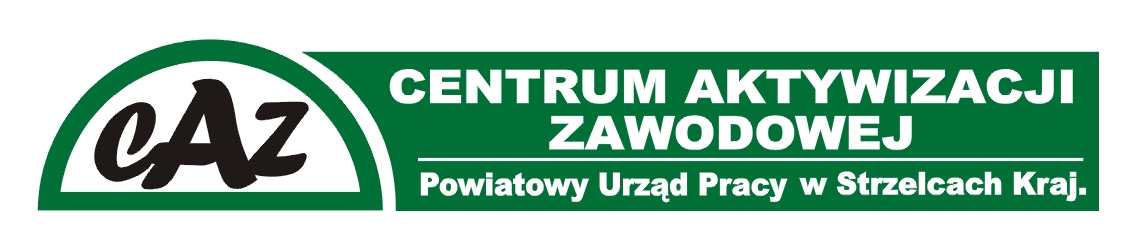 CAZ
CENTRUM AKTYWIZACJI
ZAWODOWEJ
Powiatowy Urząd Pracy w Strzelcach Kraj.